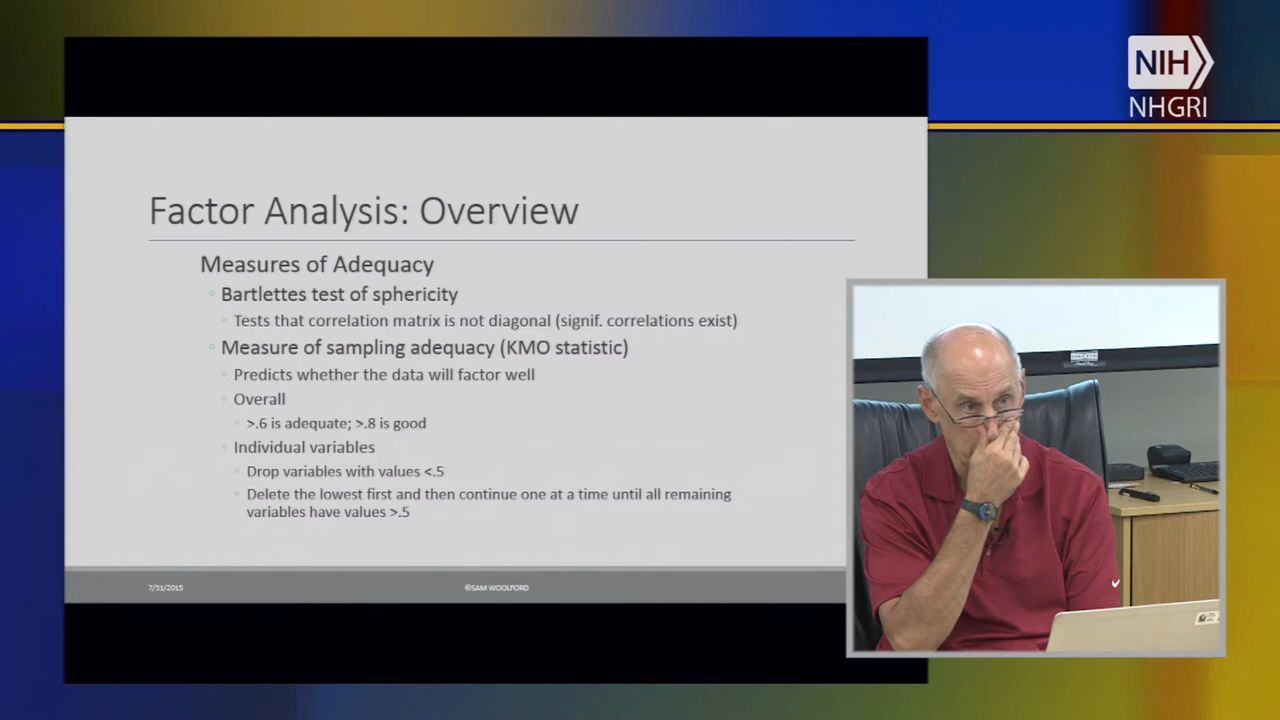 NIH
NHGRI
Factor Analysis: Overview
Measures of Adequacy
Bartlettes test of sphericity
Tests that correlation matrix is not diagonal (signif. correlations exist)
Measure of sampling adequacy (KMO statistic)
Predicts whether the data will factor well
Overall
>.6 is adequate; >.8 is good
Individual variables
Drop variables with values <.5
Delete the lowest first and then continue one at a time until all remaining
variables have values >.5
7/31/2015
©SAM WOOLFORD